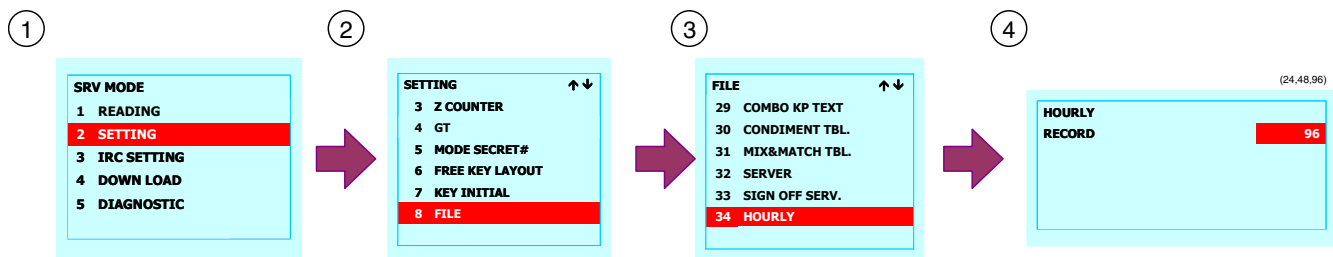 1
SRV MODE
1 READING
2 SETTING
3 IRC SETTING
4 DOWN LOAD
5 DIAGNOSTIC
2
SETTING ↑↓
3 Z COUNTER
4 GT
5 MODE SECRET#
6 FREE KEY LAYOUT
7 KEY INITIAL
8 FILE
3
FILE ↑↓
29 COMBO KP TEXT
30 CONDIMENT TBL.
31 MIX&MATCH TBL.
32 SERVER
33 SIGN OFF SERV.
34 HOURLY
4
(24,48,96)
HOURLY
RECORD 96